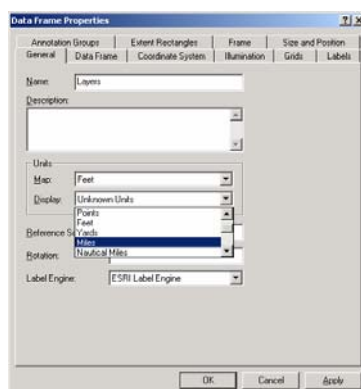 Data Frame Properties
Annotation Groups Extent Rectangles Frame Size and Position
General Data Frame Coordinate System Illumination Grids Labels
Name: Layers
Description:
Units
Map: Feet
Display: Unknown Units
Points
Feet
Reference S Yards
Miles
Rotation: Nautical Miles
Label Engine: ESRI Label Engine
OK Cancel Apply